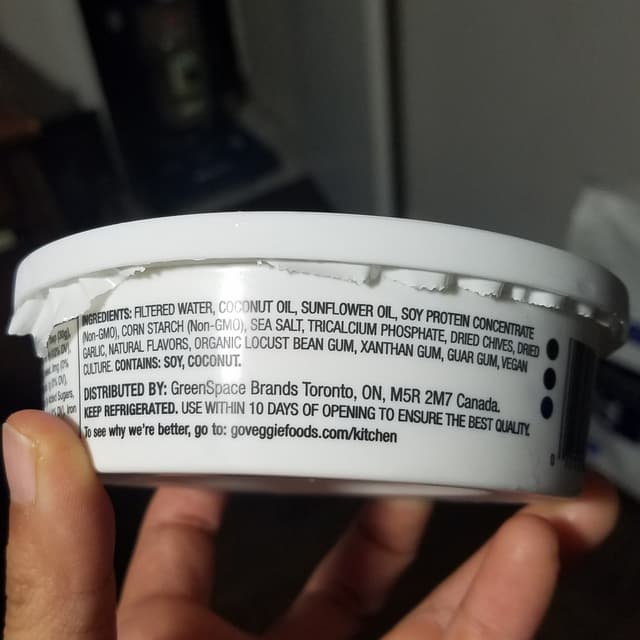 INGREDIENTS: FILTERED WATER, COCONUT OIL, SUNFLOWER OIL, SOY PROTEIN CONCENTRATE
(Non-GMO), CORN STARCH (Non-GMO), SEA SALT, TRICALCIUM PHOSPHATE, DRIED CHIVES, DRIED
GARLIC, NATURAL FLAVORS, ORGANIC LOCUST BEAN GUM, XANTHAN GUM, GUAR GUM, VEGAN
CULTURE. CONTAINS: SOY, COCONUT.
DISTRIBUTED BY: GreenSpace Brands Toronto, ON, M5R 2M7 Canada.
KEEP REFRIGERATED. USE WITHIN 10 DAYS OF OPENING TO ENSURE THE BEST QUALITY.
To see why we're better, go to: goveggiefoods.com/kitchen
0